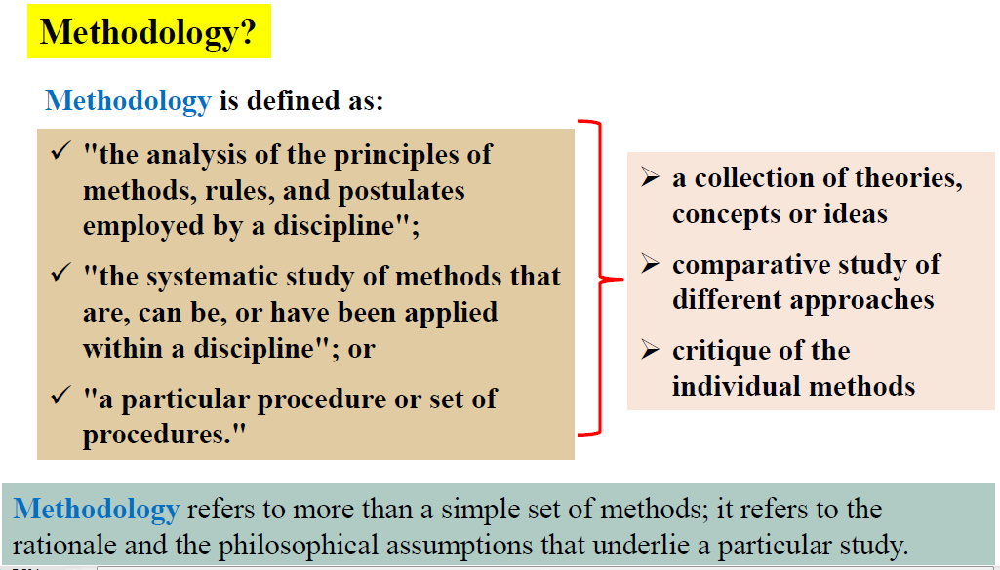 Methodology?
Methodology is defined as:
✓ "the analysis of the principles of
methods, rules, and postulates
employed by a discipline";
✓ "the systematic study of methods that
are, can be, or have been applied
within a discipline"; or
✓ "a particular procedure or set of
procedures."
➢ a collection of theories,
concepts or ideas
➢ comparative study of
different approaches
➢ critique of the
individual methods
Methodology refers to more than a simple set of methods; it refers to the
rationale and the philosophical assumptions that underlie a particular study.